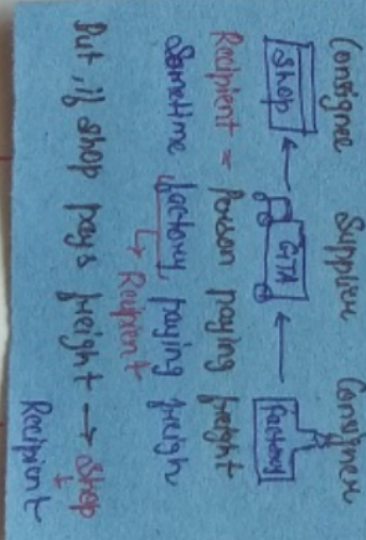 Consignee Supplier Consigner
Shop ← GTA ← Factory
Recipient = Person paying freight
Sometime factory paying freigh
↳ Recipient
But, if shop pays freight → Shop
↓
Recipient